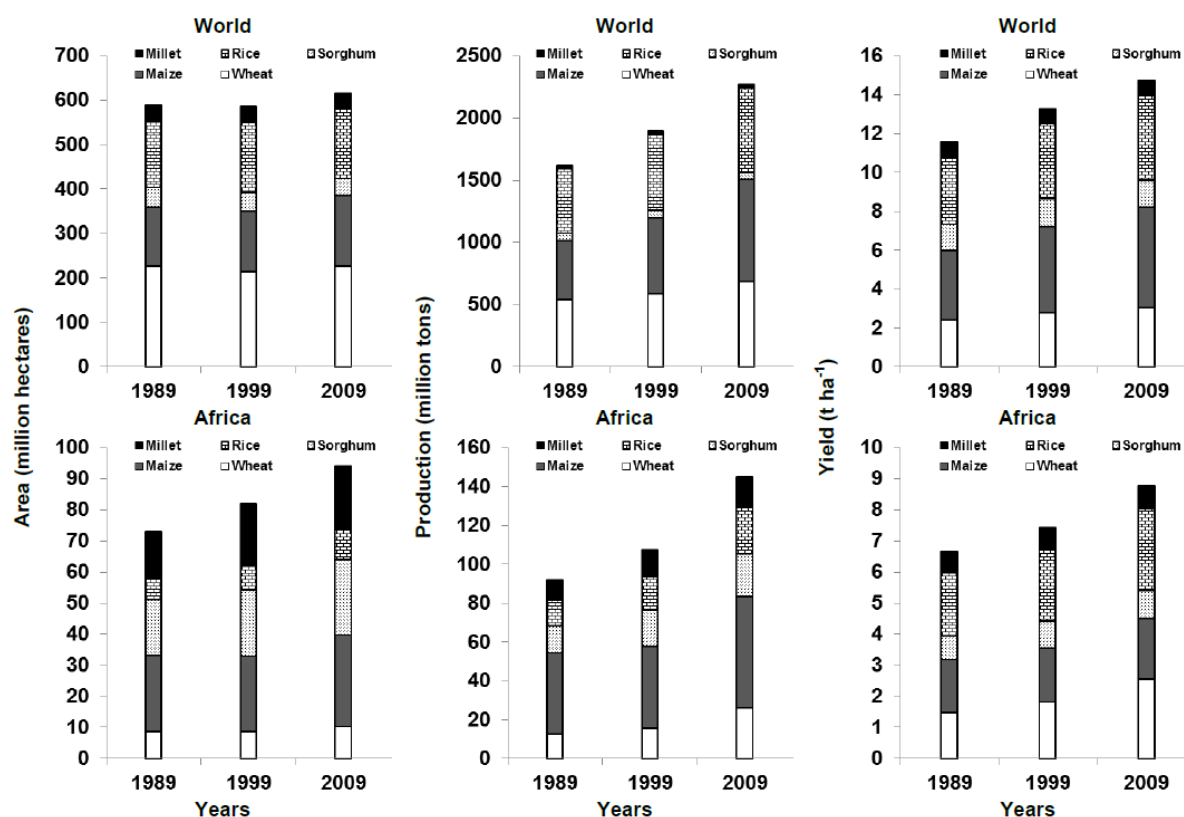 World
Area (million hectares)
700
600
500
400
300
200
100
0
Millet Rice Sorghum
Maize Wheat
1989 1999 2009
World
Production (million tons)
2500
2000
1500
1000
500
0
Millet Rice Sorghum
Maize Wheat
1989 1999 2009
World
Yield (t ha-1)
16
14
12
10
8
6
4
2
0
Millet Rice Sorghum
Maize Wheat
1989 1999 2009
Africa
100
90
80
70
60
50
40
30
20
10
0
Millet Rice Sorghum
Maize Wheat
1989 1999 2009
Years
Africa
160
140
120
100
80
60
40
20
0
Millet Rice Sorghum
Maize Wheat
1989 1999 2009
Years
Africa
10
9
8
7
6
5
4
3
2
1
0
Millet Rice Sorghum
Maize Wheat
1989 1999 2009
Years